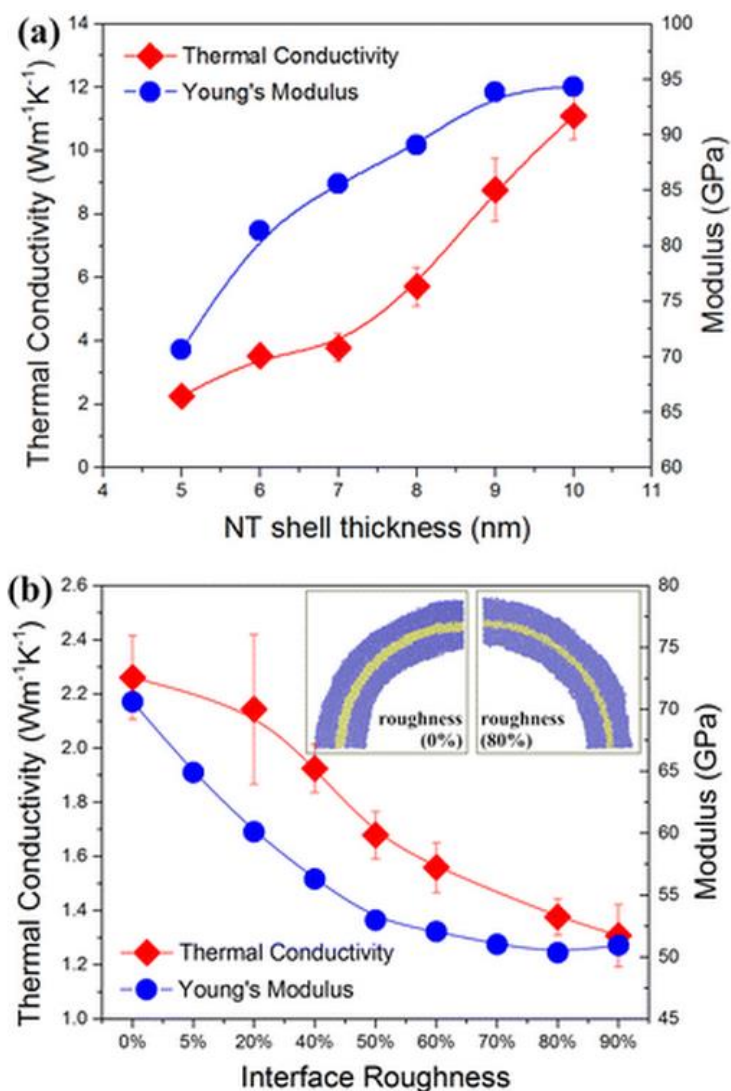 (a)
Thermal Conductivity
Young's Modulus
Thermal Conductivity (Wm⁻¹K⁻¹)
14
12
10
8
6
4
2
0
100
95
90
85
80
75
70
65
60
Modulus (GPa)
4 5 6 7 8 9 10 11
NT shell thickness (nm)
(b)
Thermal Conductivity (Wm⁻¹K⁻¹)
2.6
2.4
2.2
2.0
1.8
1.6
1.4
1.2
1.0
roughness
(0%)
roughness
(80%)
80
75
70
65
60
55
50
45
Modulus (GPa)
Thermal Conductivity
Young's Modulus
0% 5% 20% 40% 50% 60% 70% 80% 90%
Interface Roughness